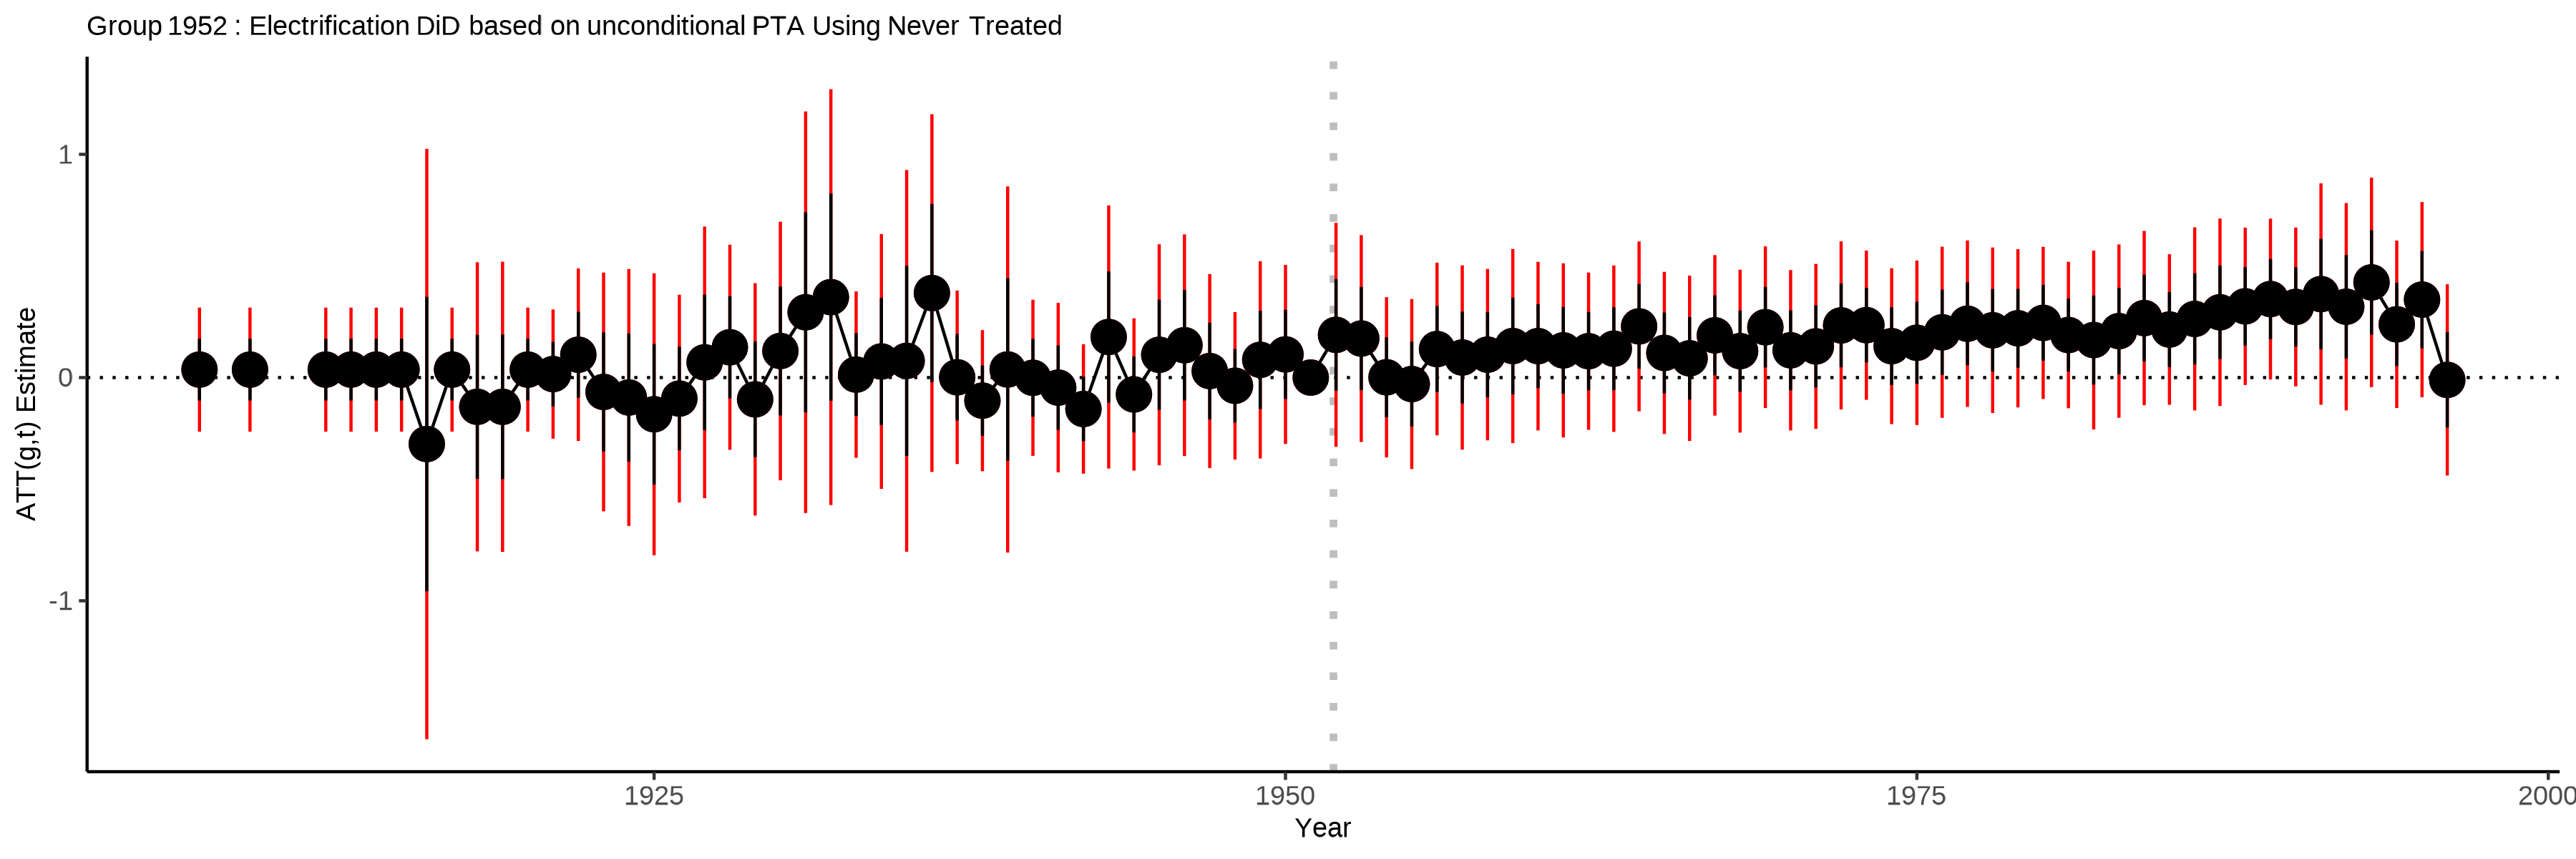 Group 1952 : Electrification DiD based on unconditional PTA Using Never Treated
ATT(g,t) Estimate
1
0
-1
1925
1950
1975
2000
Year